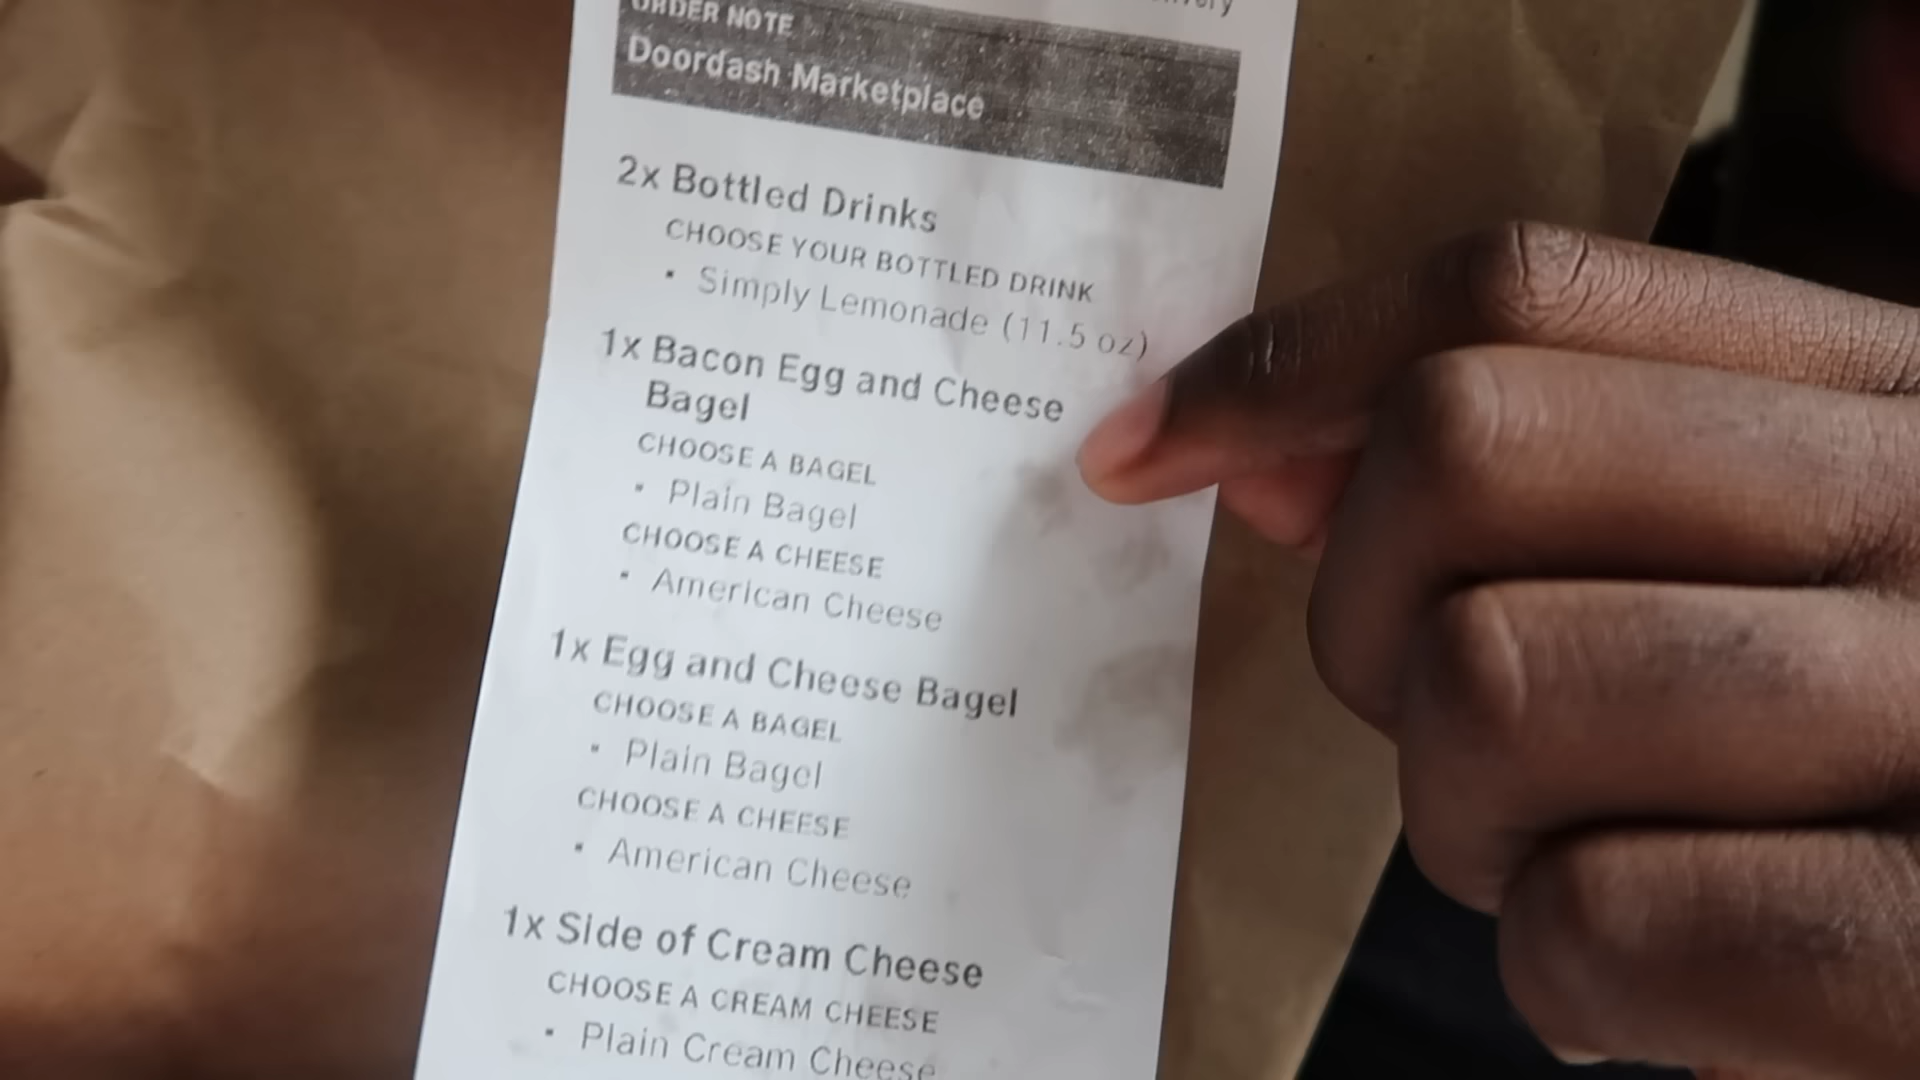 ORDER NOTE
Doordash Marketplace
2x Bottled Drinks
CHOOSE YOUR BOTTLED DRINK
· Simply Lemonade (11.5 oz)
1x Bacon Egg and Cheese
Bagel
CHOOSE A BAGEL
· Plain Bagel
CHOOSE A CHEESE
· American Cheese
1x Egg and Cheese Bagel
CHOOSE A BAGEL
· Plain Bagel
CHOOSE A CHEESE
· American Cheese
1x Side of Cream Cheese
CHOOSE A CREAM CHEESE
· Plain Cream Cheese